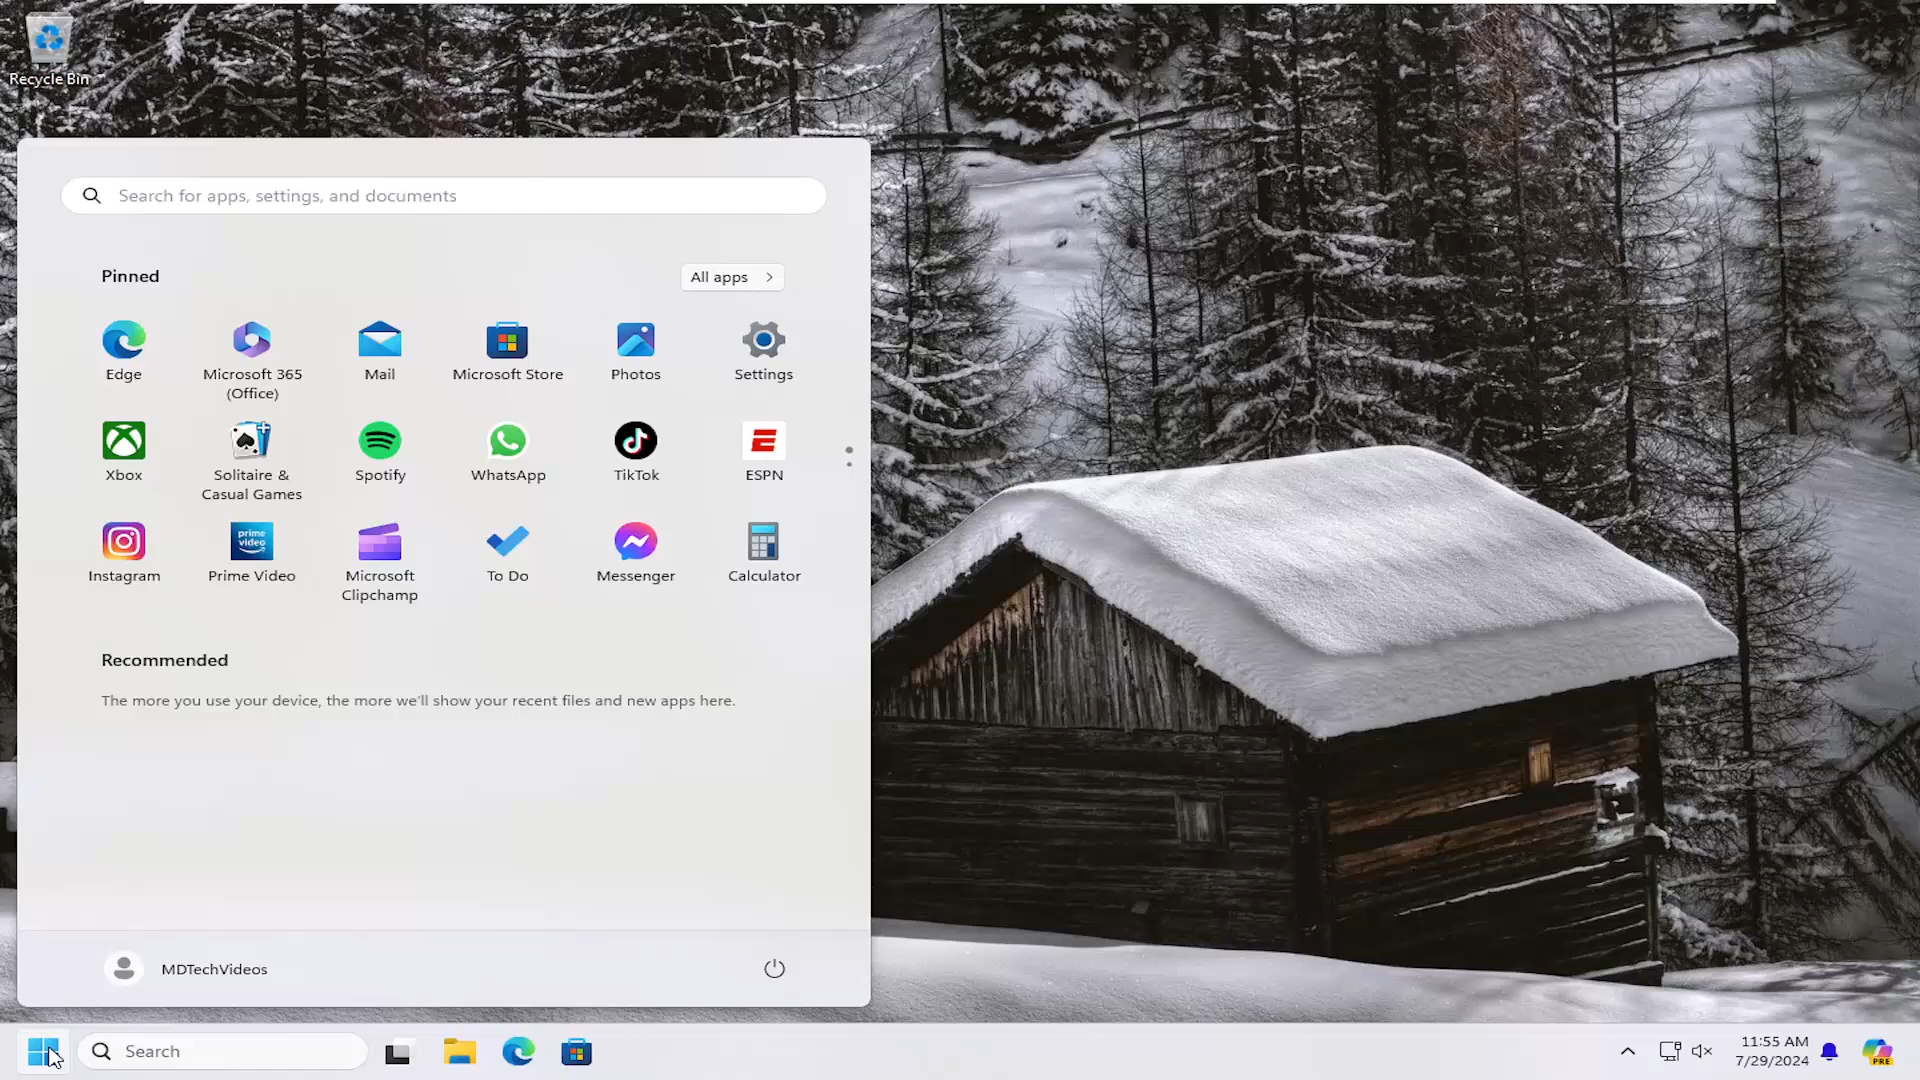 Recycle Bin
Search for apps, settings, and documents
Pinned
All apps
Edge
Microsoft 365
(Office)
Mail
Microsoft Store
Photos
Settings
Xbox
Solitaire &
Casual Games
Spotify
WhatsApp
TikTok
ESPN
prime
video
Instagram
Prime Video
Microsoft
Clipchamp
To Do
Messenger
Calculator
Recommended
The more you use your device, the more we'll show your recent files and new apps here.
MDTechVideos
Search
11:55 AM
7/29/2024
PRE